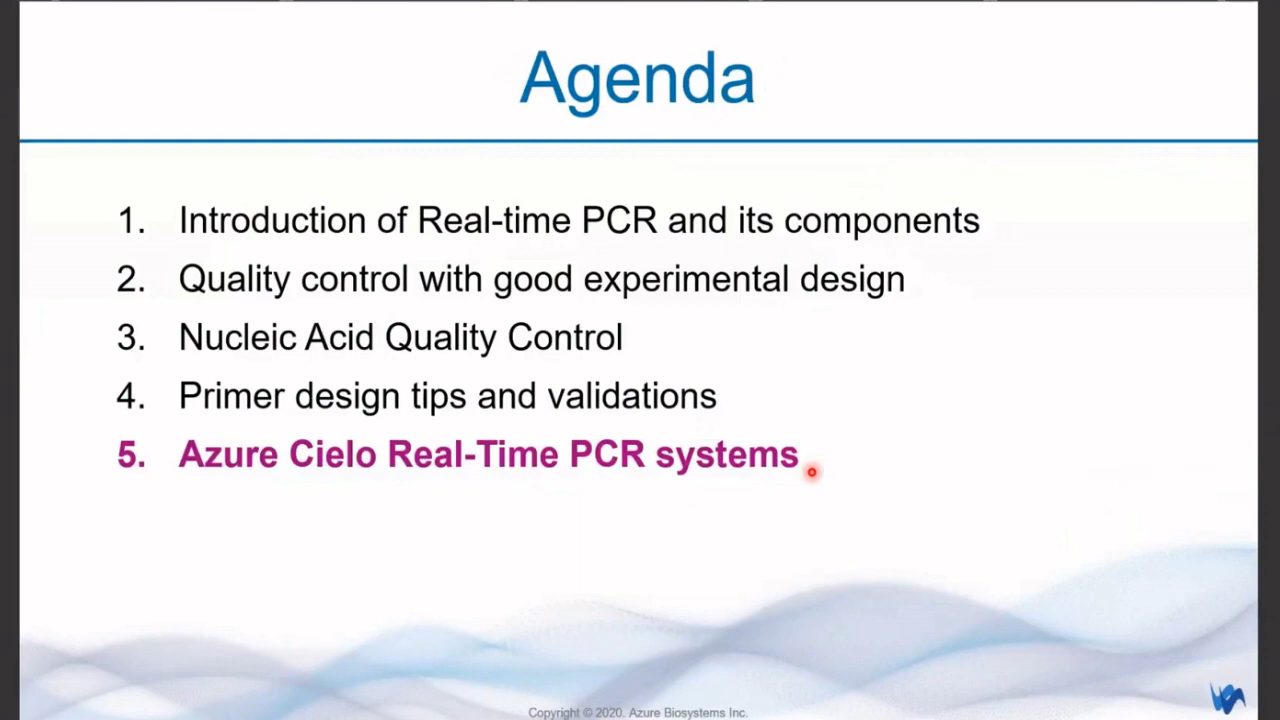 Agenda
1. Introduction of Real-time PCR and its components
2. Quality control with good experimental design
3. Nucleic Acid Quality Control
4. Primer design tips and validations
5. Azure Cielo Real-Time PCR systems
Copyright © 2020. Azure Biosystems Inc.